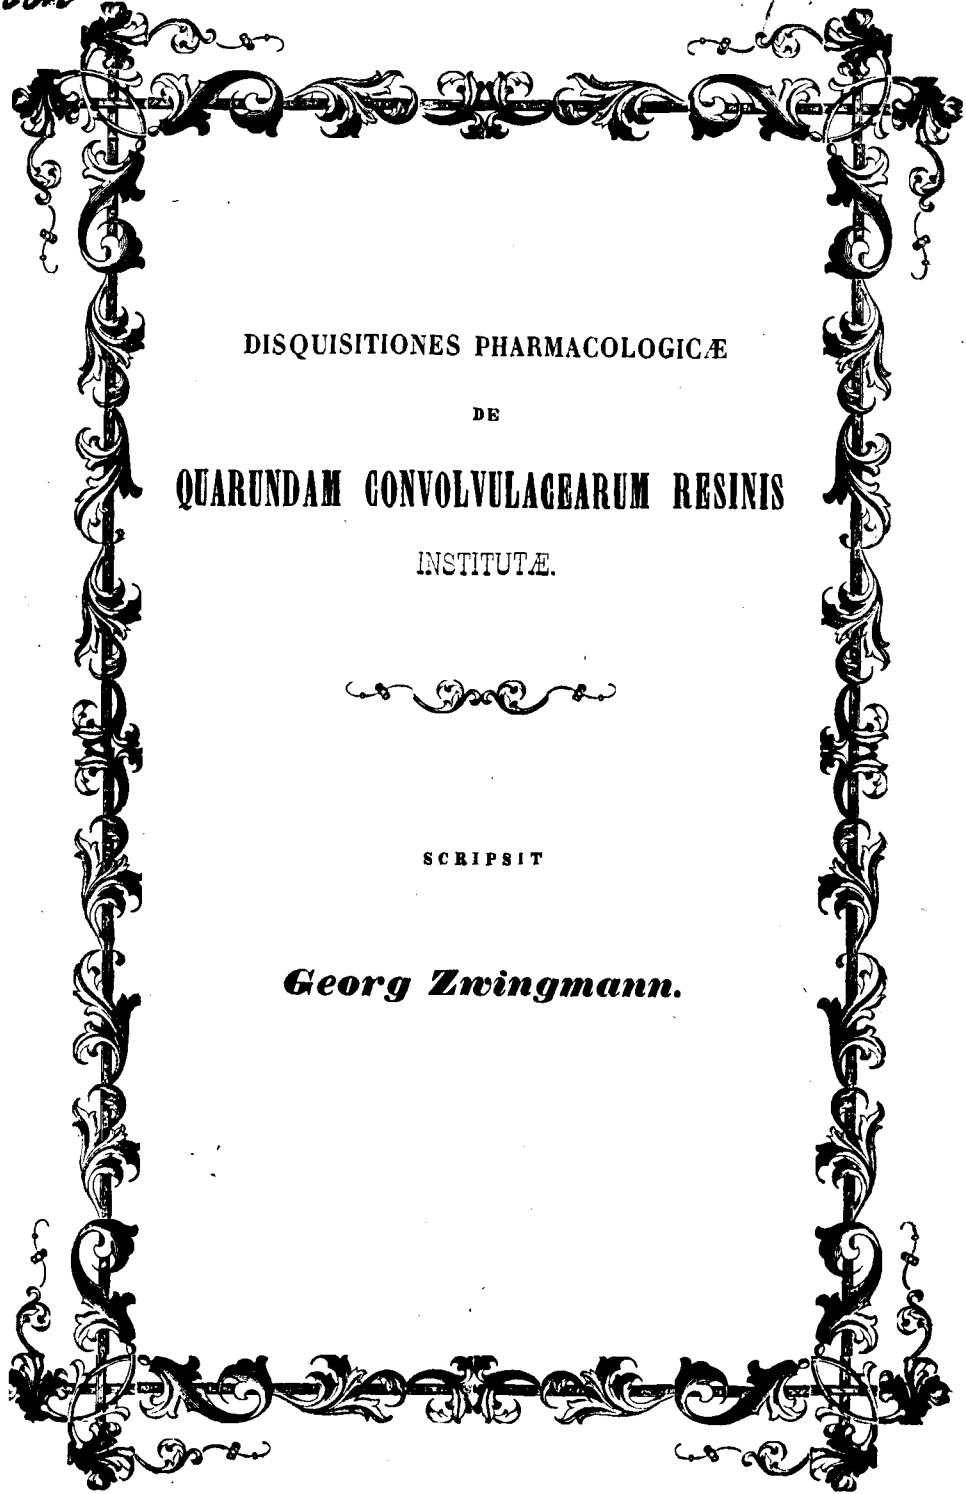 DISQUISITIONES PHARMACOLOGICÆ
DE
QUARUNDAM CONVOLVULACEARUM RESINIS
INSTITUTÆ.
SCRIPSIT
Georg Zwingmann.